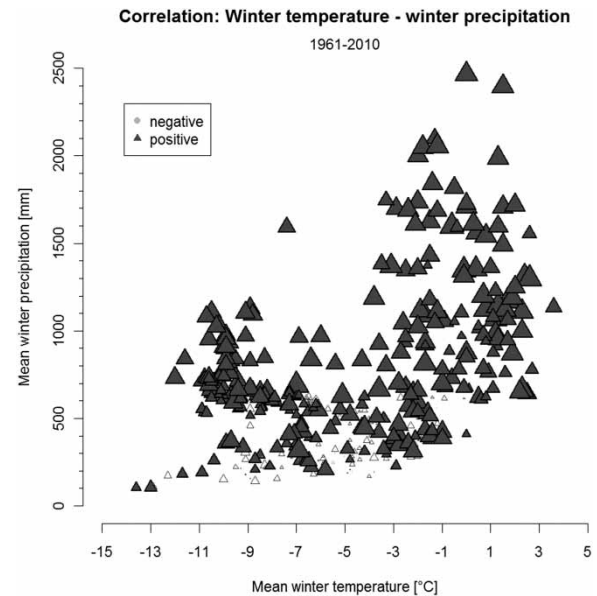 Correlation: Winter temperature - winter precipitation
1961-2010
2500
negative
positive
2000
1500
1000
500
0
Mean winter precipitation [mm]
-15 -13 -11 -9 -7 -5 -3 -1 1 3 5
Mean winter temperature [°C]